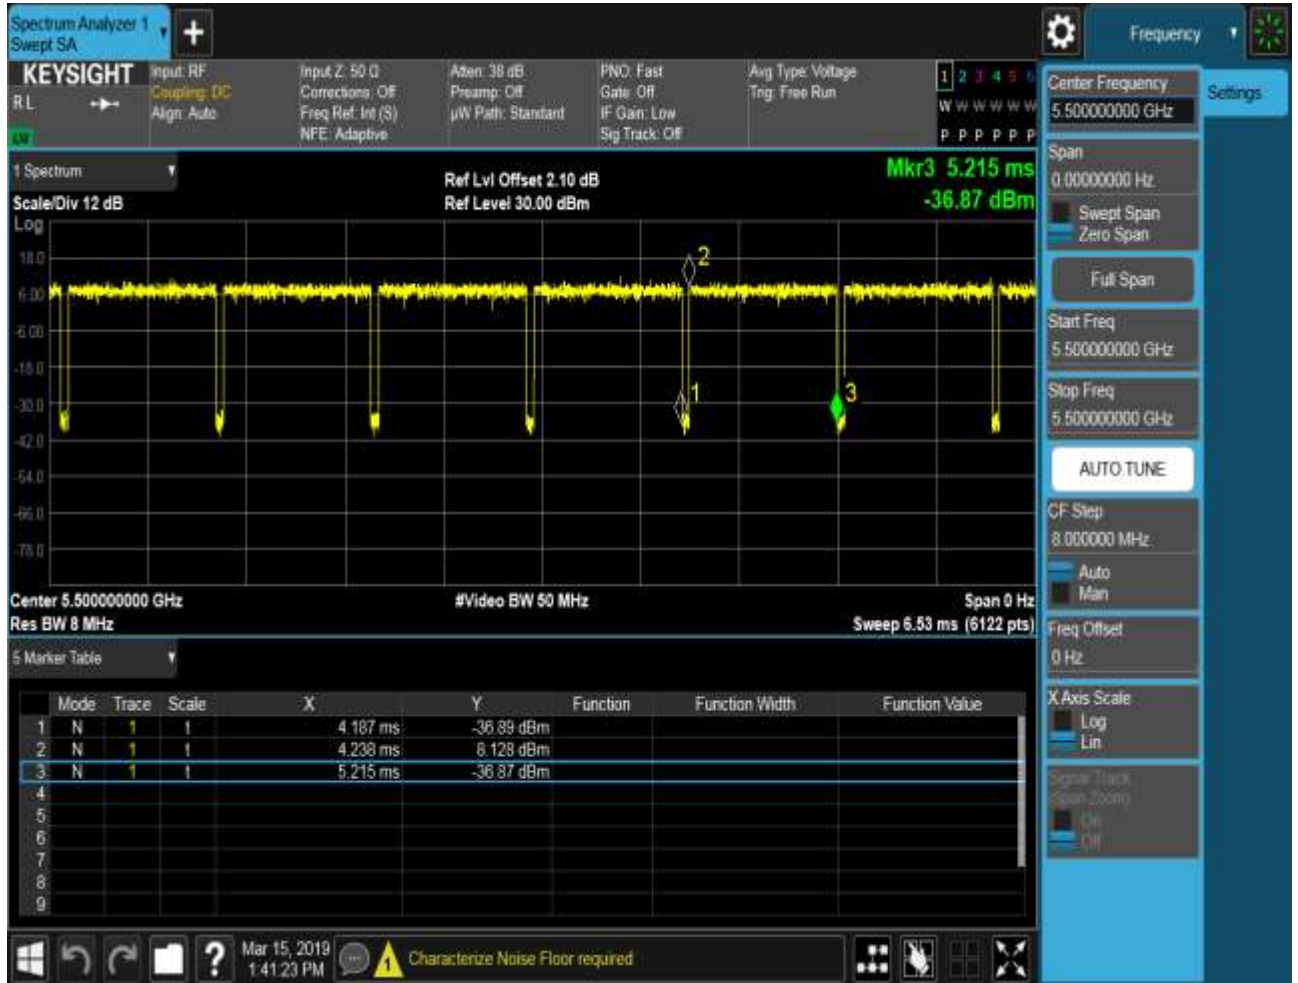 Spectrum Analyzer 1
Swept SA
Frequency
KEYSIGHT
R L
Input: RF
Coupling: DC
Align: Auto
Input Z: 50 Ω
Corrections: Off
Freq Ref: Int (S)
NFE: Adaptive
Atten: 38 dB
Preamp: Off
µW Path: Standard
PNO: Fast
Gate: Off
IF Gain: Low
Sig Track: Off
Avg Type: Voltage
Trig: Free Run
1 2 3 4 5 6
W W W W W W
P P P P P P
1 Spectrum
Scale/Div 12 dB
Ref Lvl Offset 2.10 dB
Ref Level 30.00 dBm
Mkr3 5.215 ms
-36.87 dBm
Log
18.0
6.00
-6.00
-18.0
-30.0
-42.0
-54.0
-66.0
-78.0
2
1
3
Center 5.500000000 GHz
Res BW 8 MHz
#Video BW 50 MHz
Span 0 Hz
Sweep 6.53 ms (6122 pts)
5 Marker Table
Mode Trace Scale X Y Function Function Width Function Value
1 N 1 t 4.187 ms -36.89 dBm
2 N 1 t 4.238 ms 8.128 dBm
3 N 1 t 5.215 ms -36.87 dBm
4
5
6
7
8
9
Center Frequency
5.500000000 GHz
Settings
Span
0.00000000 Hz
Swept Span
Zero Span
Full Span
Start Freq
5.500000000 GHz
Stop Freq
5.500000000 GHz
AUTO TUNE
CF Step
8.000000 MHz
Auto
Man
Freq Offset
0 Hz
X Axis Scale
Log
Lin
Signal Track
(Span Zoom)
On
Off
?
Mar 15, 2019
1:41:23 PM
1
Characterize Noise Floor required